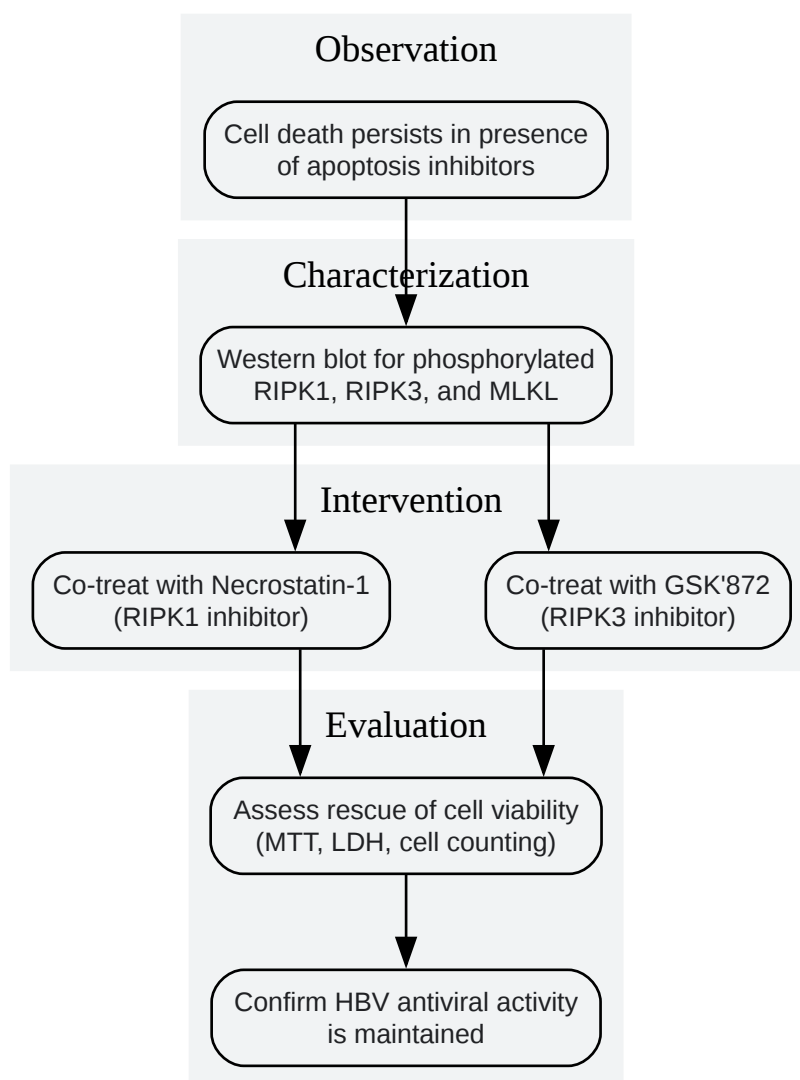 Observation
Cell death persists in presence
of apoptosis inhibitors
Characterization
Western blot for phosphorylated
RIPK1, RIPK3, and MLKL
Intervention
Co-treat with Necrostatin-1
(RIPK1 inhibitor)
Co-treat with GSK'872
(RIPK3 inhibitor)
Evaluation
Assess rescue of cell viability
(MTT, LDH, cell counting)
Confirm HBV antiviral activity
is maintained